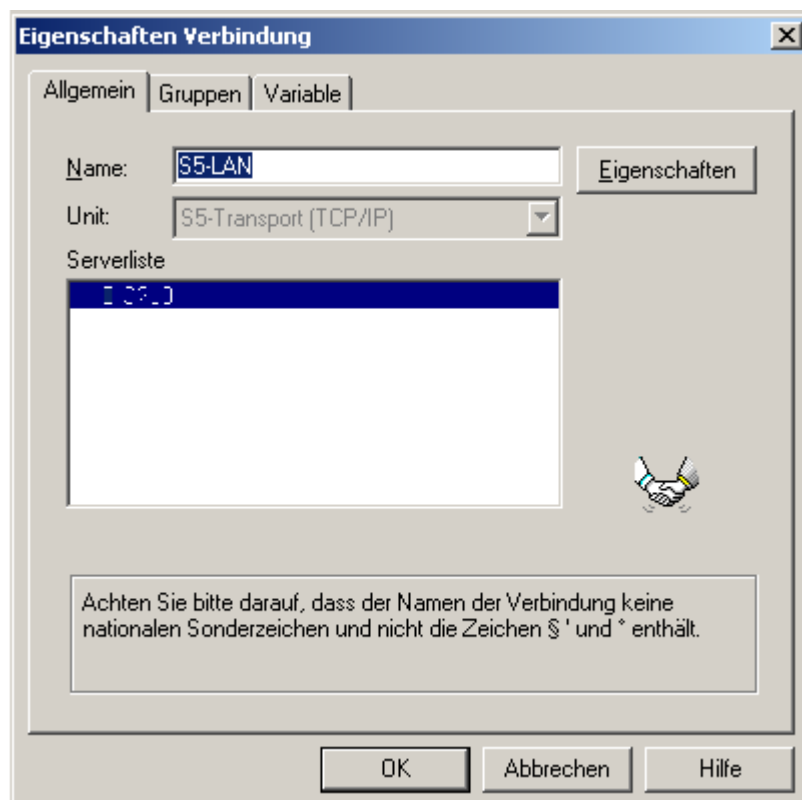 Eigenschaften Verbindung
Allgemein Gruppen Variable
Name: S5-LAN Eigenschaften
Unit: S5-Transport (TCP/IP)
Serverliste
Achten Sie bitte darauf, dass der Namen der Verbindung keine
nationalen Sonderzeichen und nicht die Zeichen § ' und ° enthält.
OK Abbrechen Hilfe